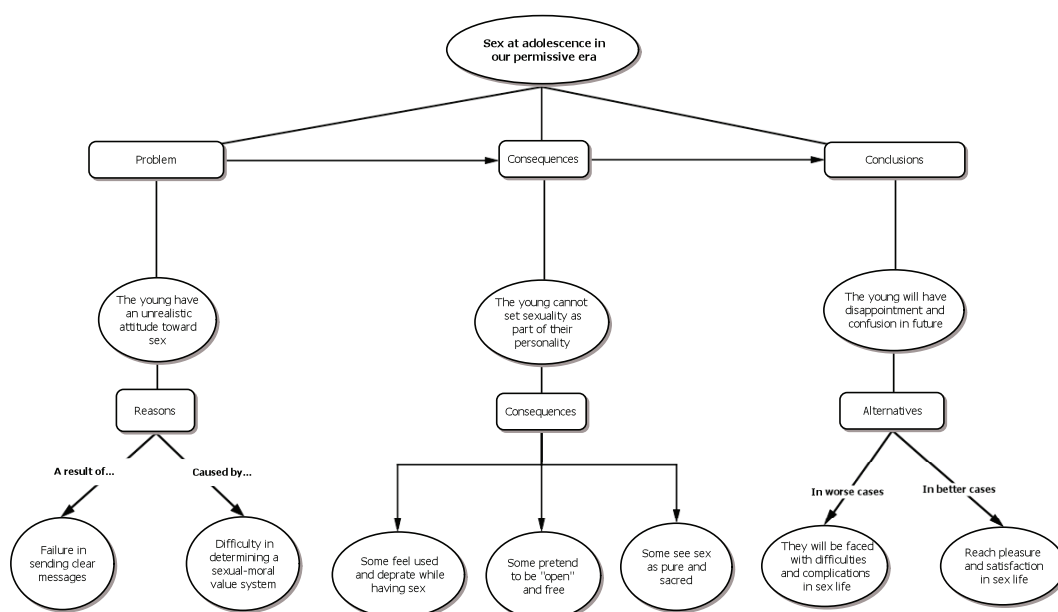 Sex at adolescence in
our permissive era
Problem
Consequences
Conclusions
The young have
an unrealistic
attitude toward
sex
The young cannot
set sexuality as
part of their
personality
The young will have
disappointment and
confusion in future
Reasons
Consequences
Alternatives
A result of...
Caused by...
In worse cases
In better cases
Failure in
sending clear
messages
Difficulty in
determining a
sexual-moral
value system
Some feel used
and deprate while
having sex
Some pretend
to be "open"
and free
Some see sex
as pure and
sacred
They will be faced
with difficulties
and complications
in sex life
Reach pleasure
and satisfaction
in sex life